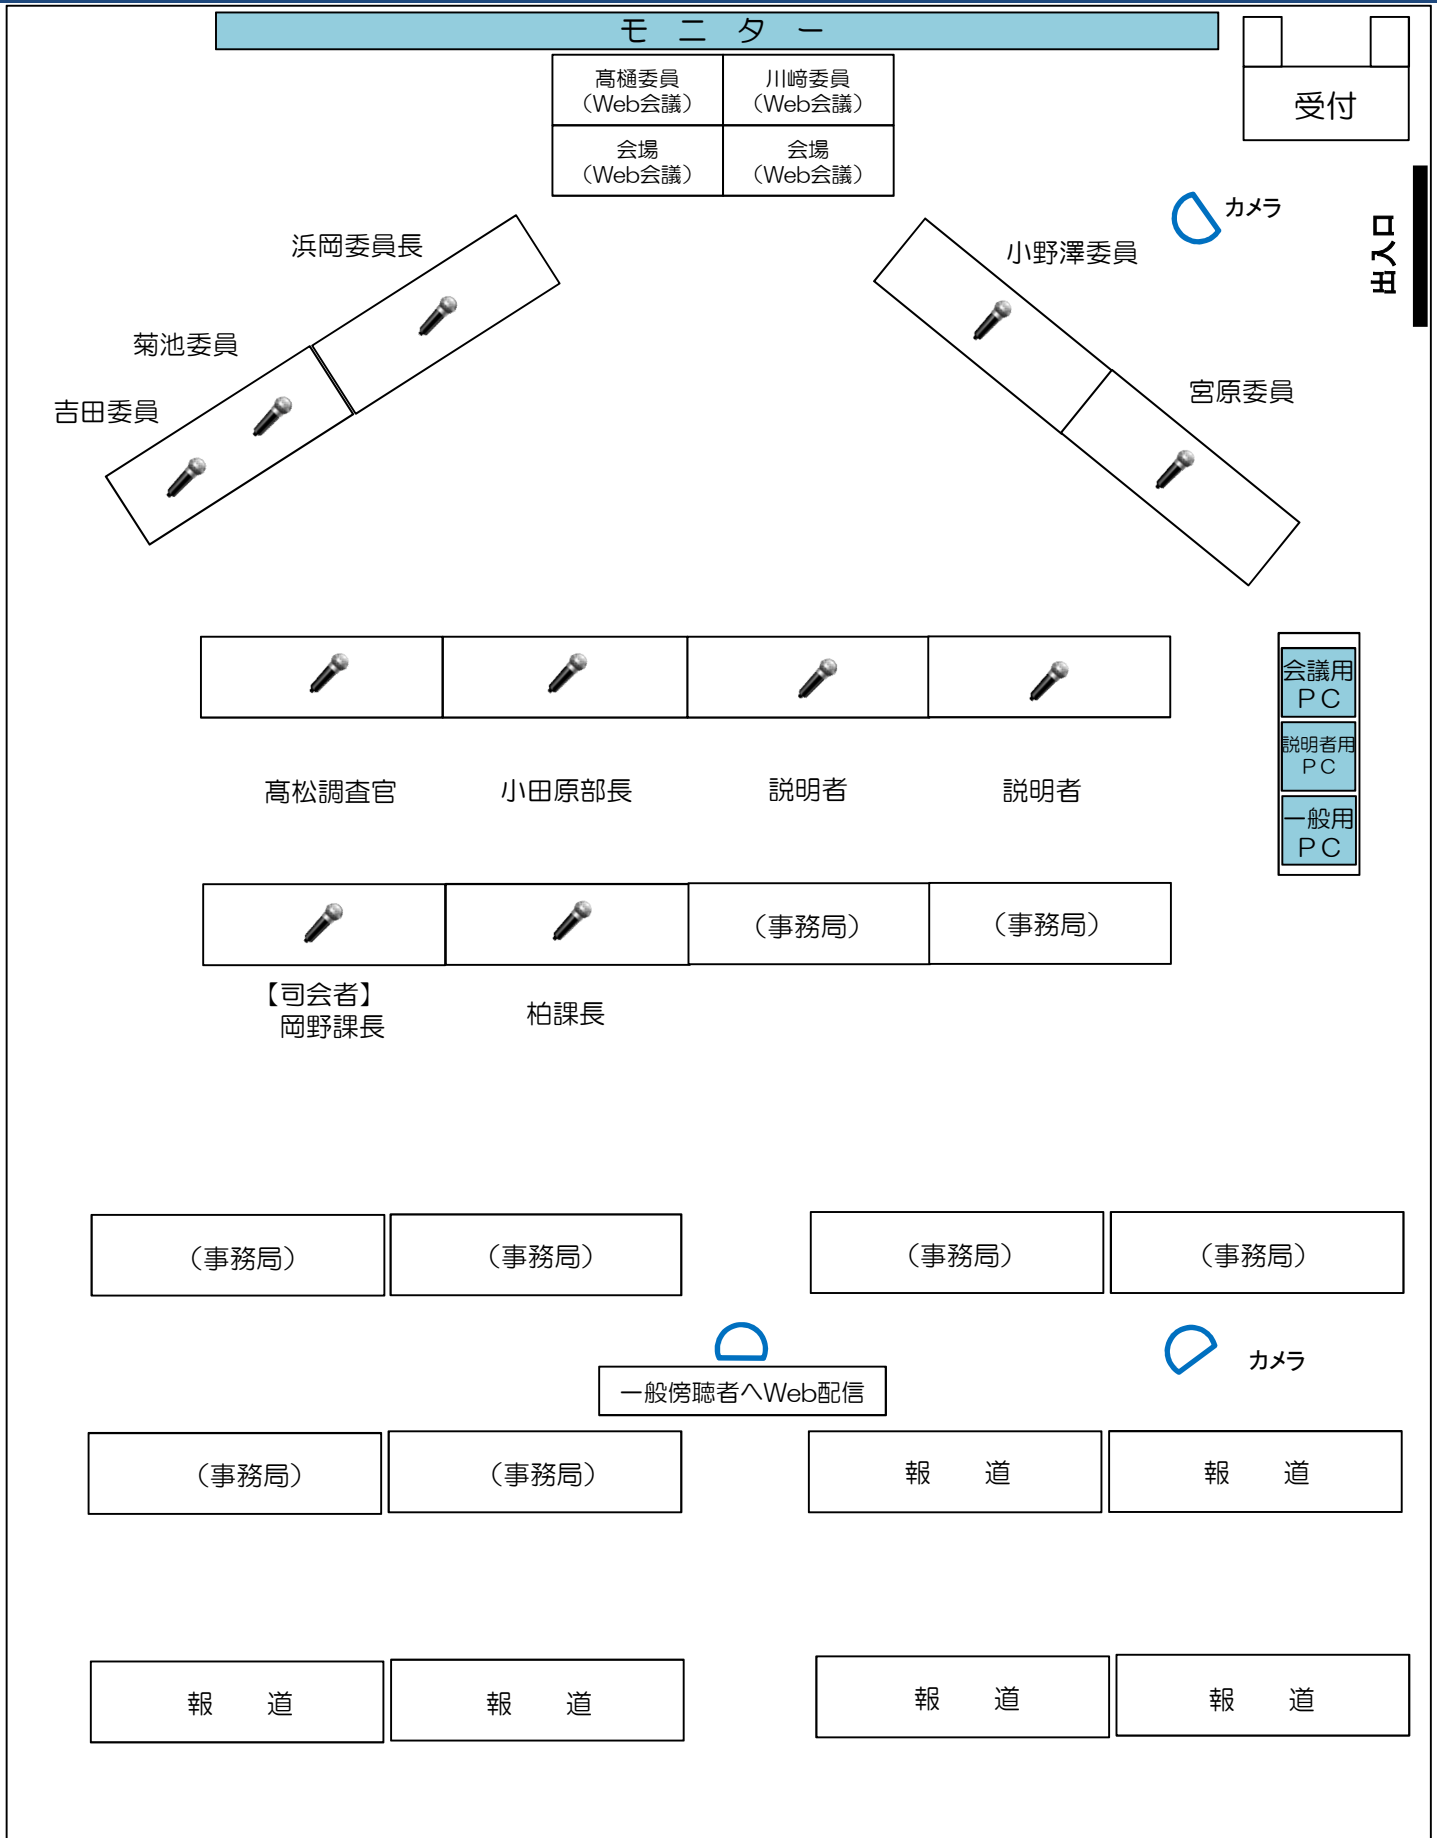 モニター
髙樋委員
（Web会議）
川﨑委員
（Web会議）
会場
（Web会議）
会場
（Web会議）
受付
カメラ
出入口
浜岡委員長
小野澤委員
菊池委員
宮原委員
吉田委員
会議用
ＰＣ
説明者用
ＰＣ
一般用
ＰＣ
髙松調査官
小田原部長
説明者
説明者
（事務局）
（事務局）
【司会者】
岡野課長
柏課長
（事務局）
（事務局）
（事務局）
（事務局）
カメラ
一般傍聴者へWeb配信
（事務局）
（事務局）
報　道
報　道
報　道
報　道
報　道
報　道